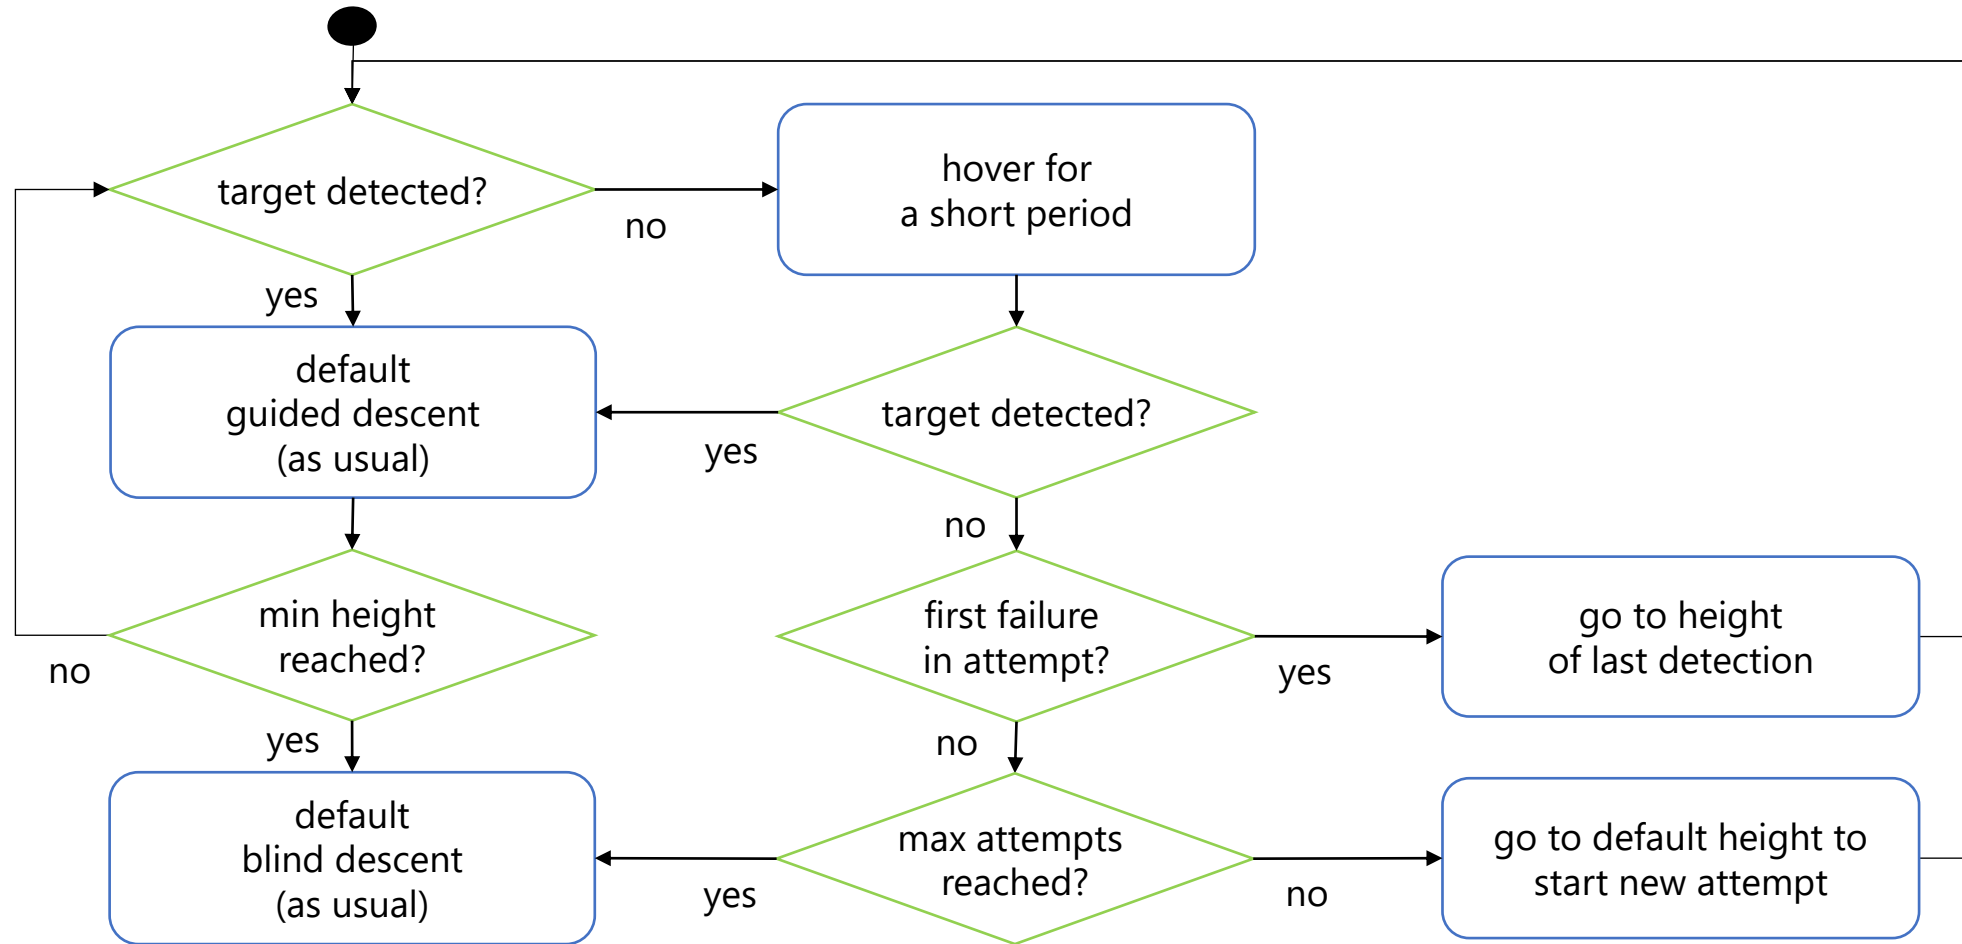 target detected?
no
hover for
a short period
yes
default
guided descent
(as usual)
yes
target detected?
no
min height
reached?
no
first failure
in attempt?
yes
go to height
of last detection
yes
no
default
blind descent
(as usual)
yes
max attempts
reached?
no
go to default height to
start new attempt